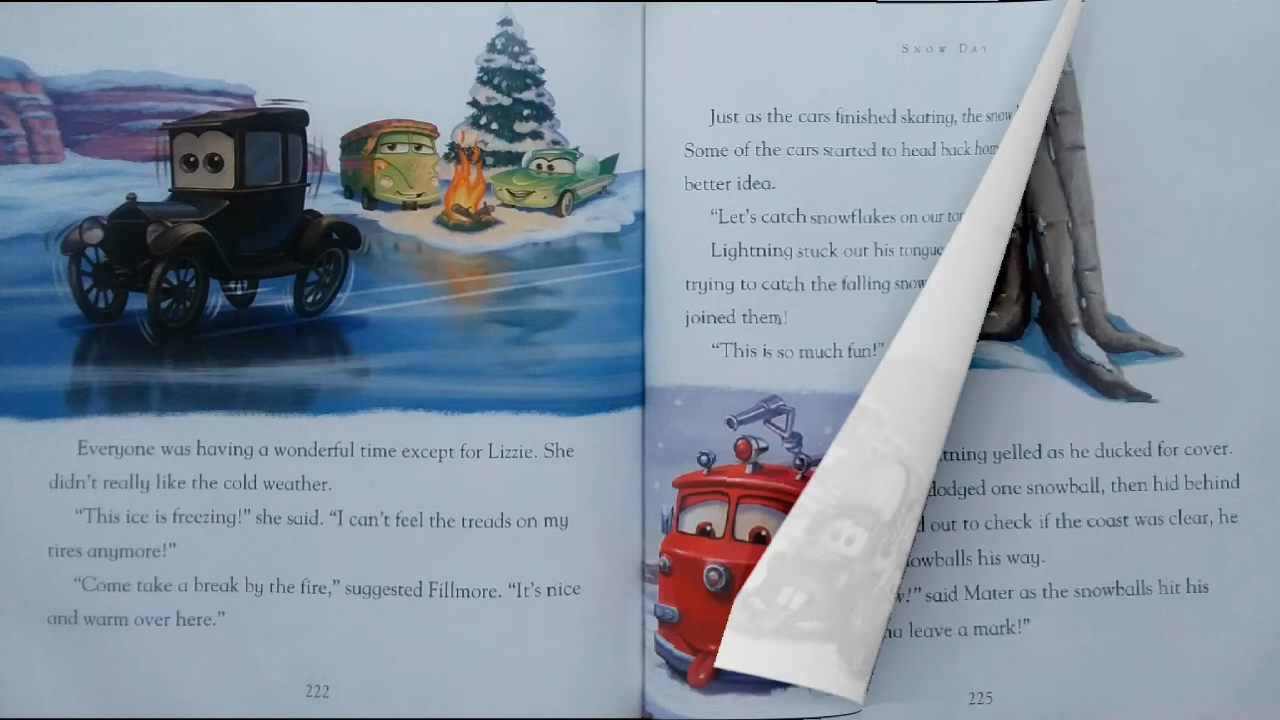 Everyone was having a wonderful time except for Lizzie. She
didn't really like the cold weather.
"This ice is freezing!" she said. "I can't feel the treads on my
tires anymore!"
"Come take a break by the fire," suggested Fillmore. "It's nice
and warm over here."
222
Snow Day
Just as the cars finished skating, the snow
Some of the cars started to head back
better idea.
"Let's catch snowflakes on our
Lightning stuck out his tongue
trying to catch the falling snow
joined them!
"This is so much fun!"
yelled as he ducked for cover.
dodged one snowball, then hid behind
out to check if the coast was clear, he
his way.
said Mater as the snowballs hit his
leave a mark!"
225